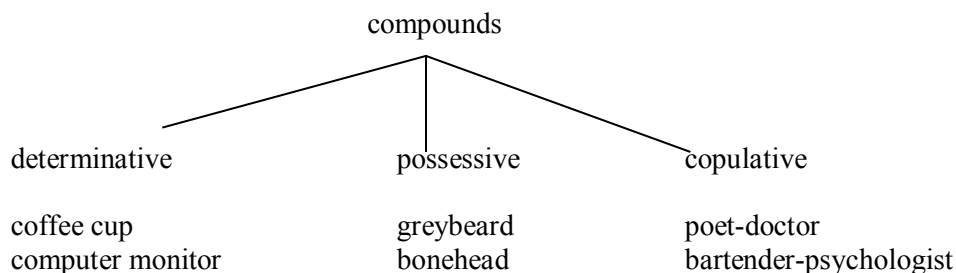 compounds
determinative possessive copulative
coffee cup greybeard poet-doctor
computer monitor bonehead bartender-psychologist